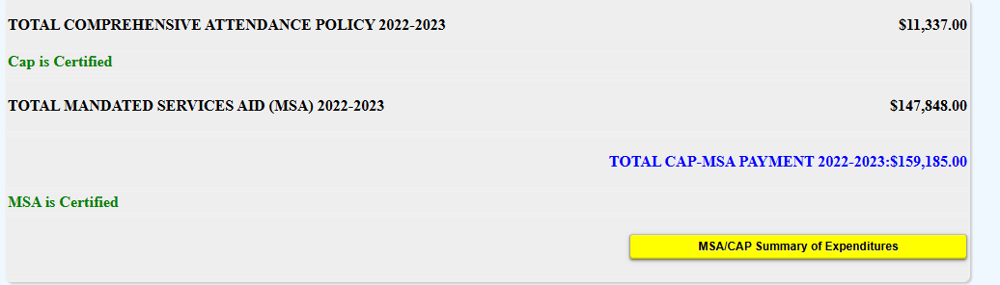 TOTAL COMPREHENSIVE ATTENDANCE POLICY 2022-2023 $11,337.00
Cap is Certified
TOTAL MANDATED SERVICES AID (MSA) 2022-2023 $147,848.00
TOTAL CAP-MSA PAYMENT 2022-2023:$159,185.00
MSA is Certified
MSA/CAP Summary of Expenditures